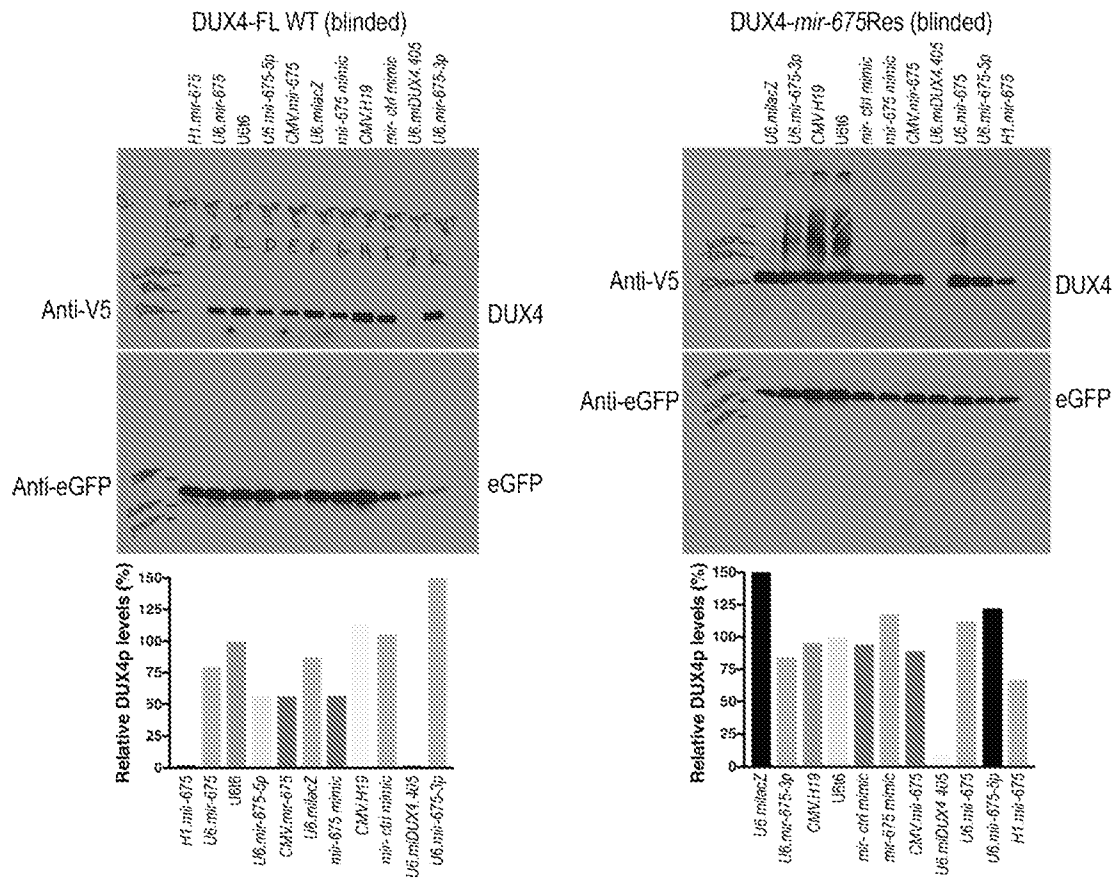 DUX4-FL WT (blinded)
H1.mir-675
U6.mir-675
U6t6
U6.mir-675-5p
CMV.mir-675
U6.milacZ
mir-675 mimic
CMV.H19
mir- ctrl mimic
U6.miDUX4.405
U6.mir-675-3p
Anti-V5
DUX4
Anti-eGFP
eGFP
Relative DUX4p levels (%)
150
125
100
75
50
25
0
H1.mir-675
U6.mir-675
U6t6
U6.mir-675-5p
CMV.mir-675
U6.milacZ
mir-675 mimic
CMV.H19
mir- ctrl mimic
U6.miDUX4.405
U6.mir-675-3p
DUX4-mir-675Res (blinded)
U6.milacZ
U6.mir-675-3p
CMV.H19
U6t6
mir- ctrl mimic
mir-675 mimic
CMV.mir-675
U6.miDUX4.405
U6.mir-675
U6.mir-675-5p
H1.mir-675
Anti-V5
DUX4
Anti-eGFP
eGFP
Relative DUX4p levels (%)
150
125
100
75
50
25
0
U6.milacZ
U6.mir-675-3p
CMV.H19
U6t6
mir- ctrl mimic
mir-675 mimic
CMV.mir-675
U6.miDUX4.405
U6.mir-675
H1.mir-675